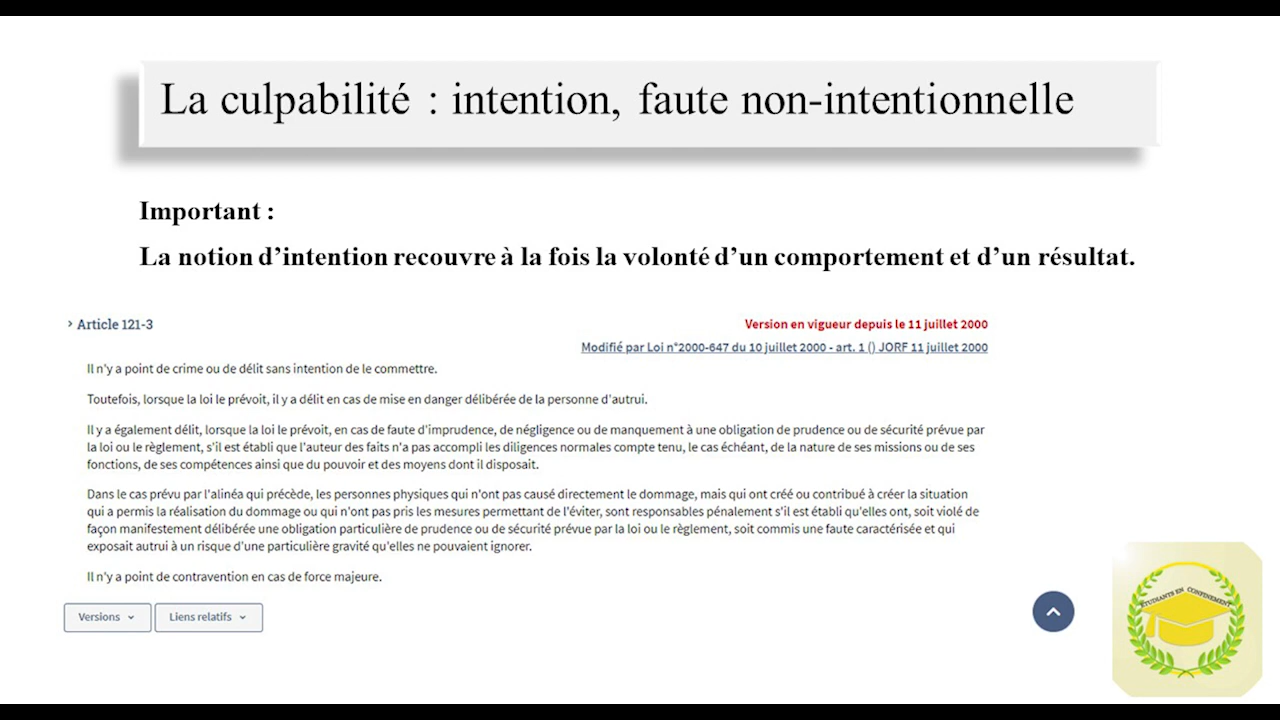 La culpabilité : intention, faute non-intentionnelle
Important :
La notion d’intention recouvre à la fois la volonté d’un comportement et d’un résultat.
Article 121-3
Version en vigueur depuis le 11 juillet 2000
Modifié par Loi n°2000-647 du 10 juillet 2000 - art. 1 () JORF 11 juillet 2000
Il n'y a point de crime ou de délit sans intention de le commettre.
Toutefois, lorsque la loi le prévoit, il y a délit en cas de mise en danger délibérée de la personne d'autrui.
Il y a également délit, lorsque la loi le prévoit, en cas de faute d'imprudence, de négligence ou de manquement à une obligation de prudence ou de sécurité prévue par
la loi ou le règlement, s'il est établi que l'auteur des faits n'a pas accompli les diligences normales compte tenu, le cas échéant, de la nature de ses missions ou de ses
fonctions, de ses compétences ainsi que du pouvoir et des moyens dont il disposait.
Dans le cas prévu par l'alinéa qui précède, les personnes physiques qui n'ont pas causé directement le dommage, mais qui ont créé ou contribué à créer la situation
qui a permis la réalisation du dommage ou qui n'ont pas pris les mesures permettant de l'éviter, sont responsables pénalement s'il est établi qu'elles ont, soit violé de
façon manifestement délibérée une obligation particulière de prudence ou de sécurité prévue par la loi ou le règlement, soit commis une faute caractérisée et qui
exposait autrui à un risque d'une particulière gravité qu'elles ne pouvaient ignorer.
Il n'y a point de contravention en cas de force majeure.
Versions
Liens relatifs
ETUDIANTS EN CONFINEMENT